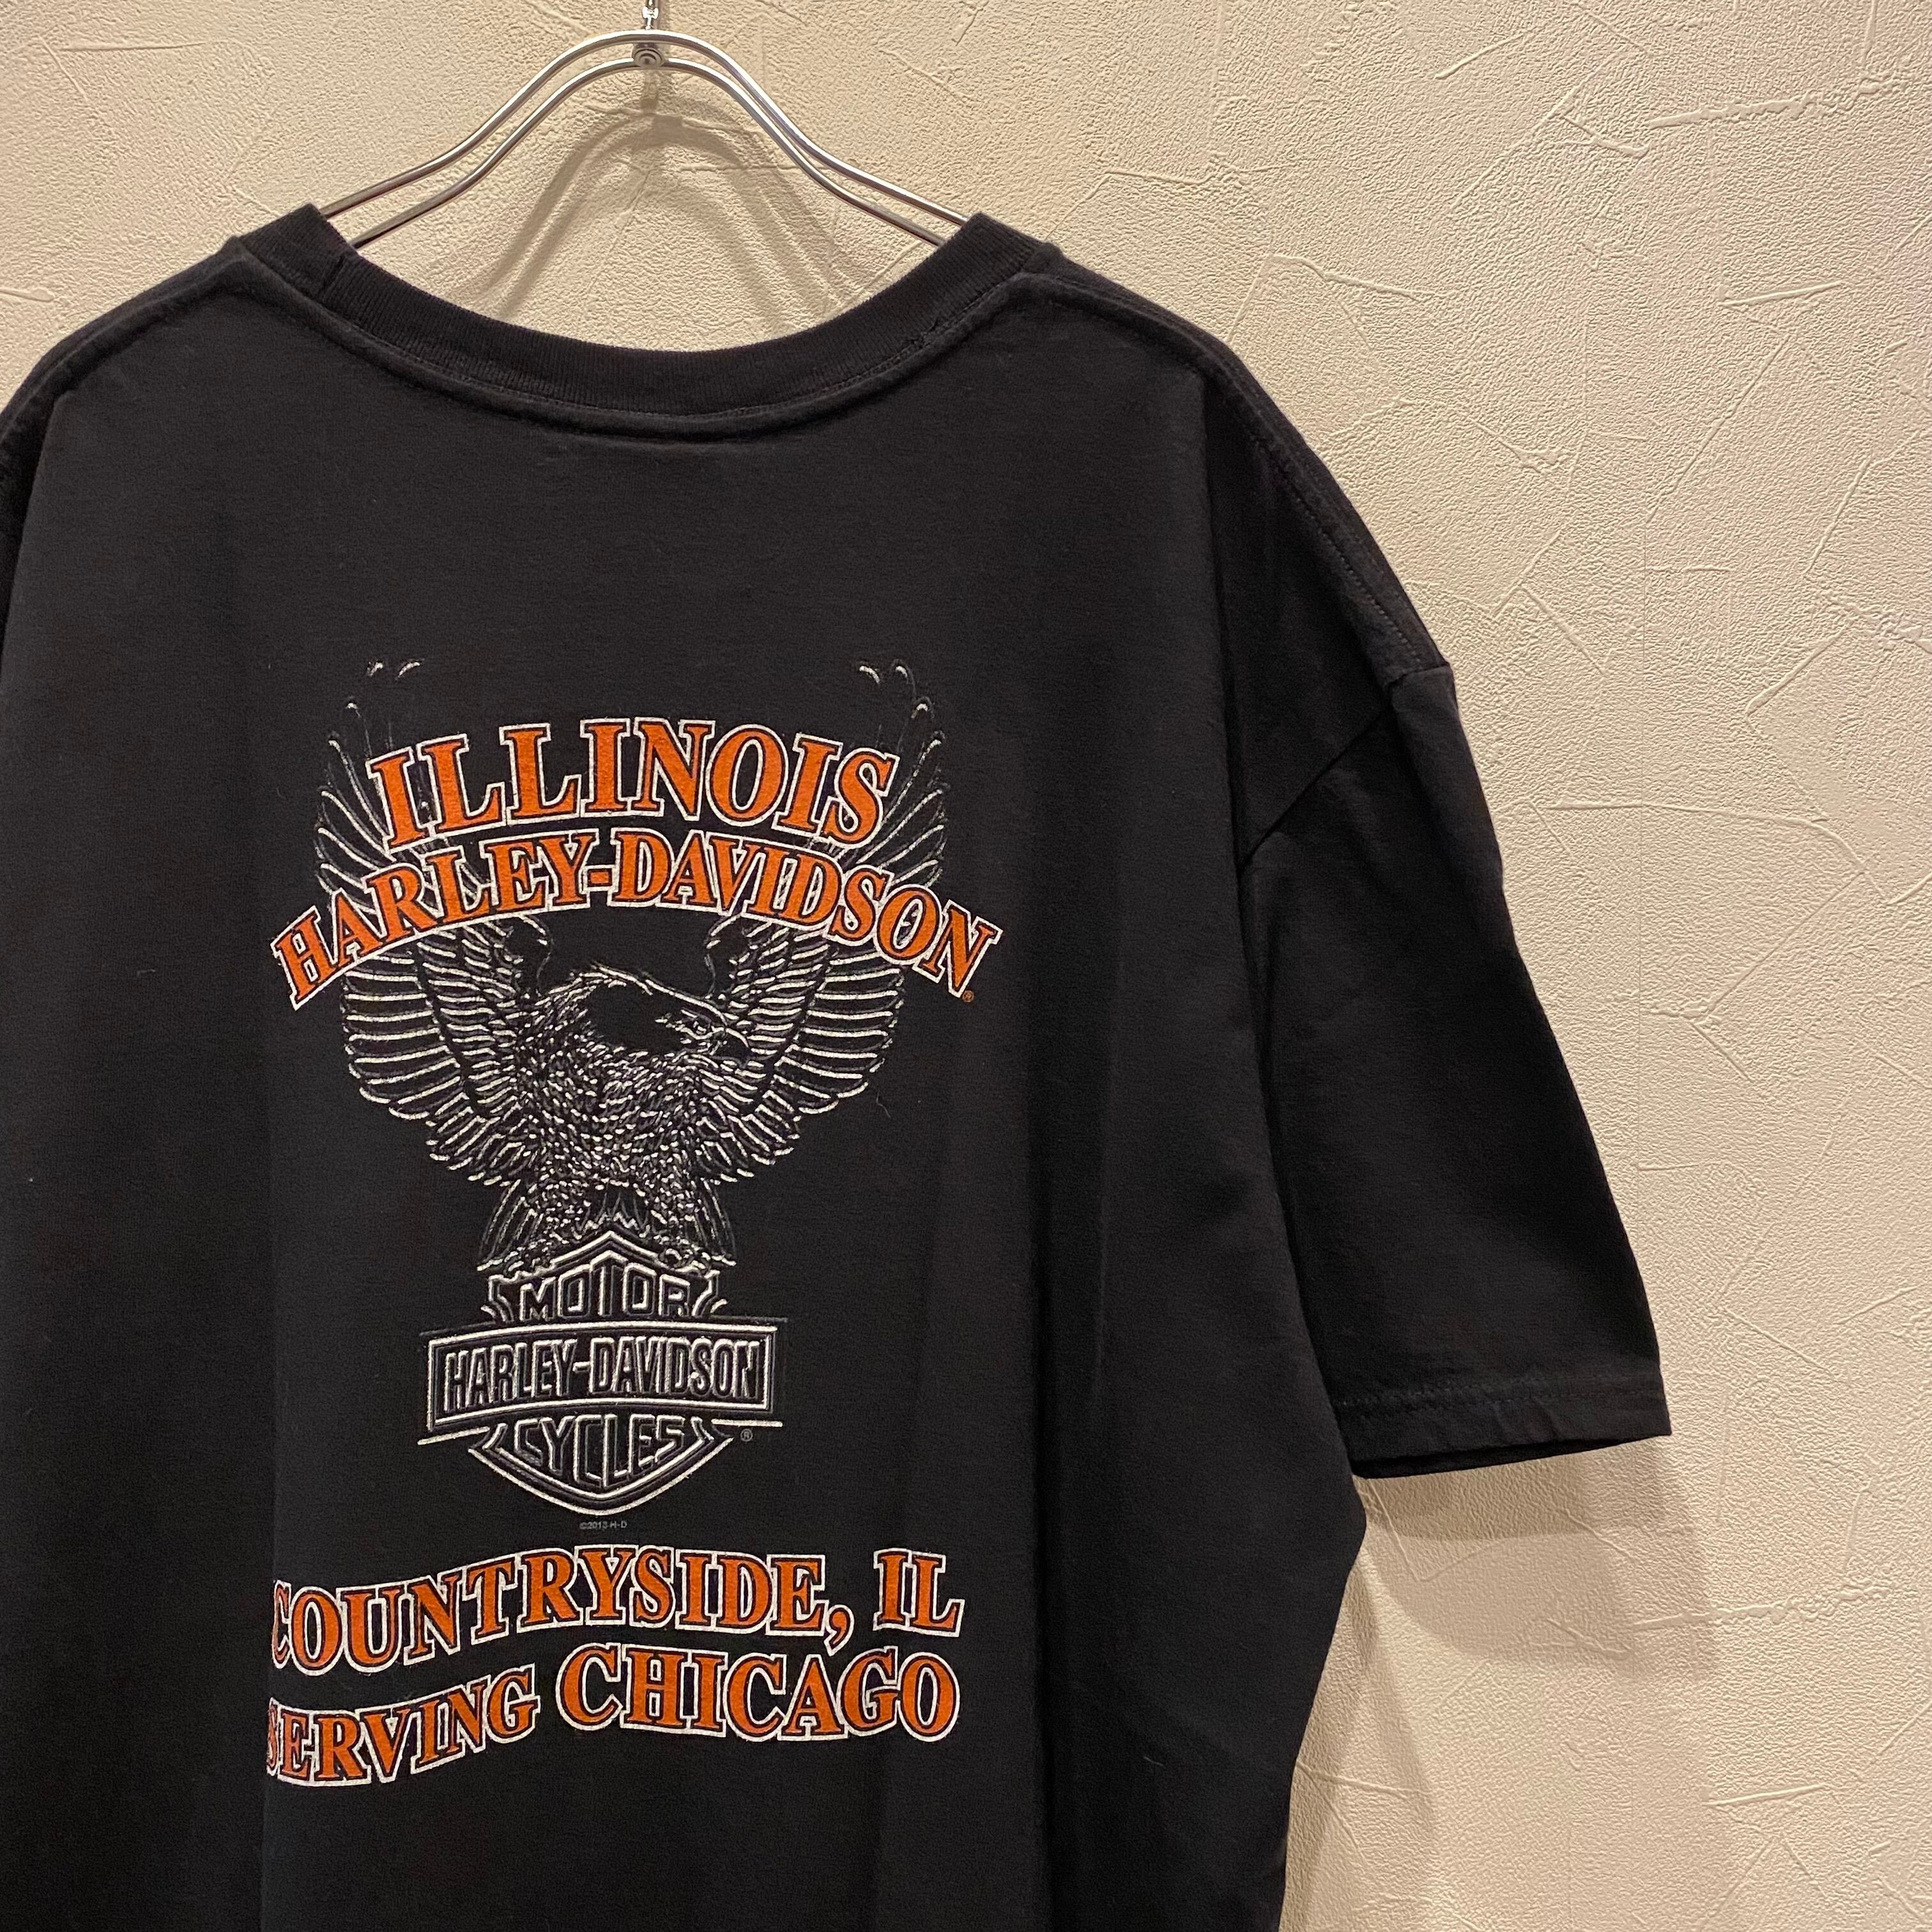 ILLINOIS
HARLEY-DAVIDSON®
MOTOR
HARLEY-DAVIDSON
CYCLES ®
©2013 H-D
COUNTRYSIDE, IL
SERVING CHICAGO